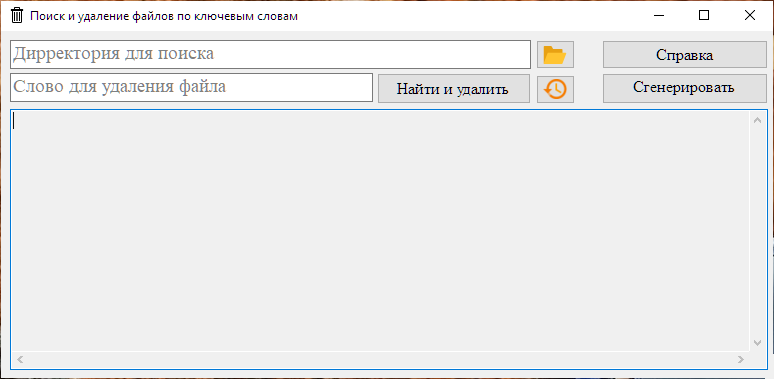 Поиск и удаление файлов по ключевым словам
Дирректория для поиска
Справка
Слово для удаления файла
Найти и удалить
Сгенерировать